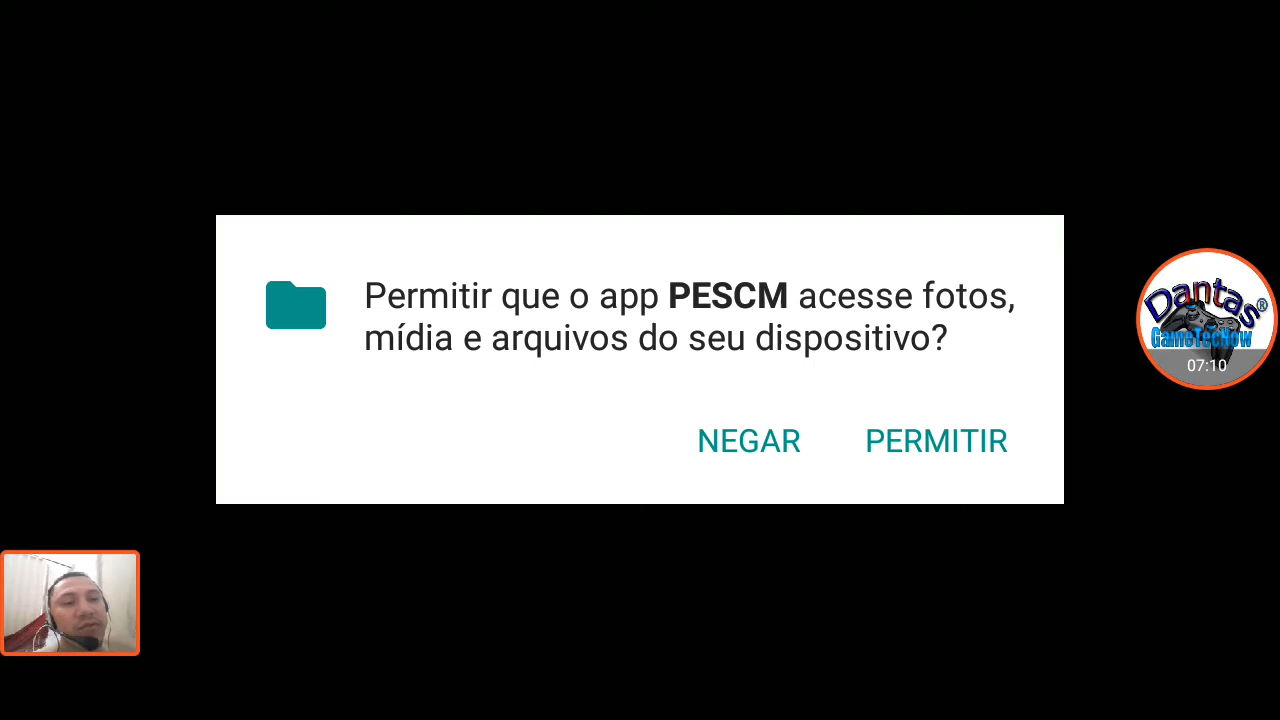 Permitir que o app PESCM acesse fotos,
mídia e arquivos do seu dispositivo?
NEGAR PERMITIR
Dantas®
GameTecNow
07:10